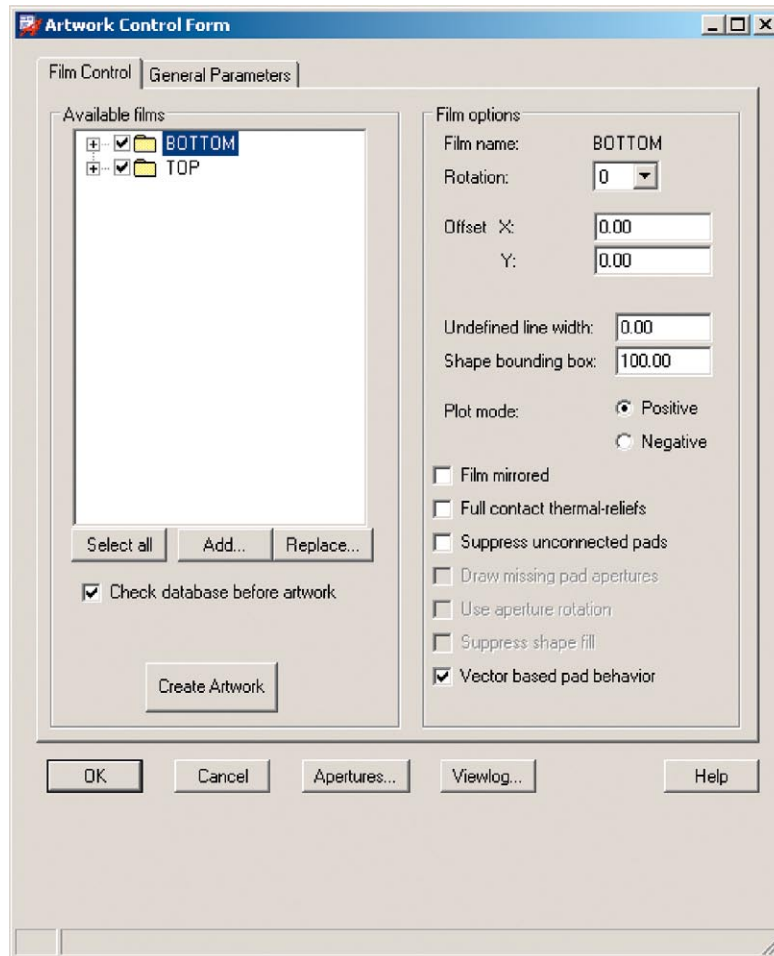 Artwork Control Form
Film Control
General Parameters
Available films
BOTTOM
TOP
Select all
Add...
Replace...
Check database before artwork
Create Artwork
Film options
Film name: BOTTOM
Rotation: 0
Offset X: 0.00
Y: 0.00
Undefined line width: 0.00
Shape bounding box: 100.00
Plot mode: Positive
Negative
Film mirrored
Full contact thermal-reliefs
Suppress unconnected pads
Draw missing pad apertures
Use aperture rotation
Suppress shape fill
Vector based pad behavior
OK
Cancel
Apertures...
Viewlog...
Help